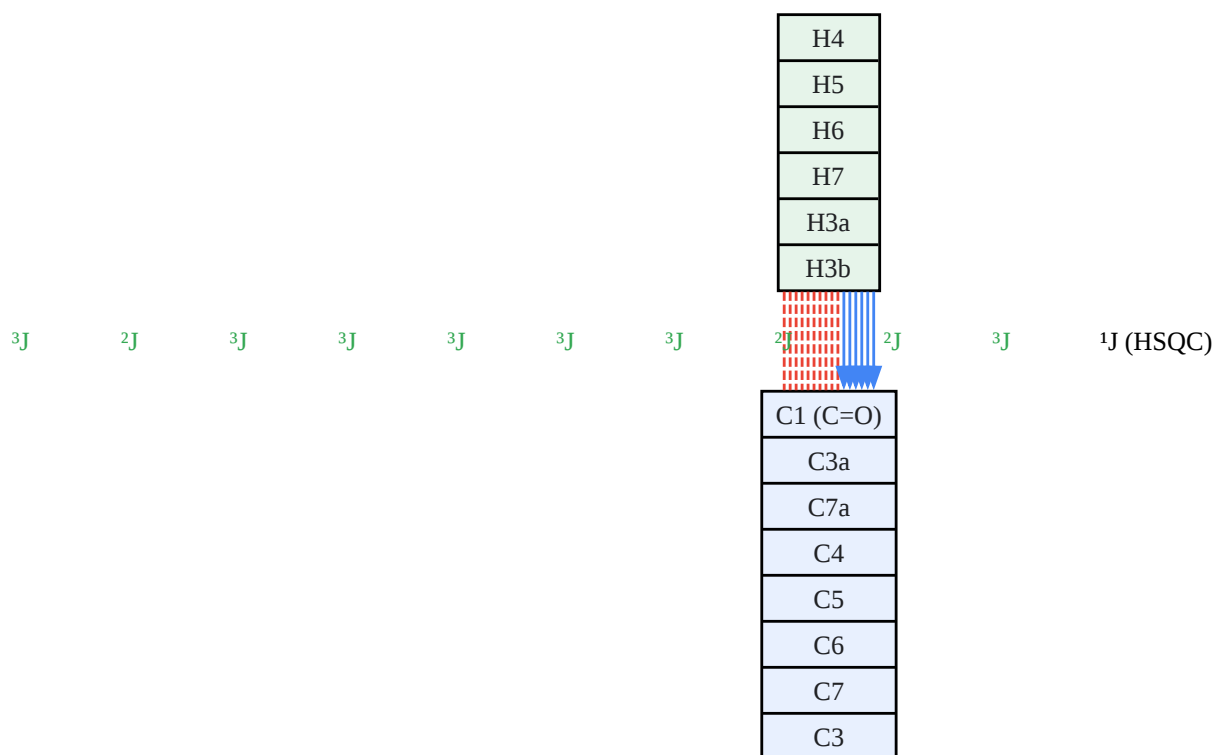 H4
H5
H6
H7
H3a
H3b
³J ²J ³J ³J ³J ³J ³J ²J ²J ³J ¹J (HSQC)
C1 (C=O)
C3a
C7a
C4
C5
C6
C7
C3